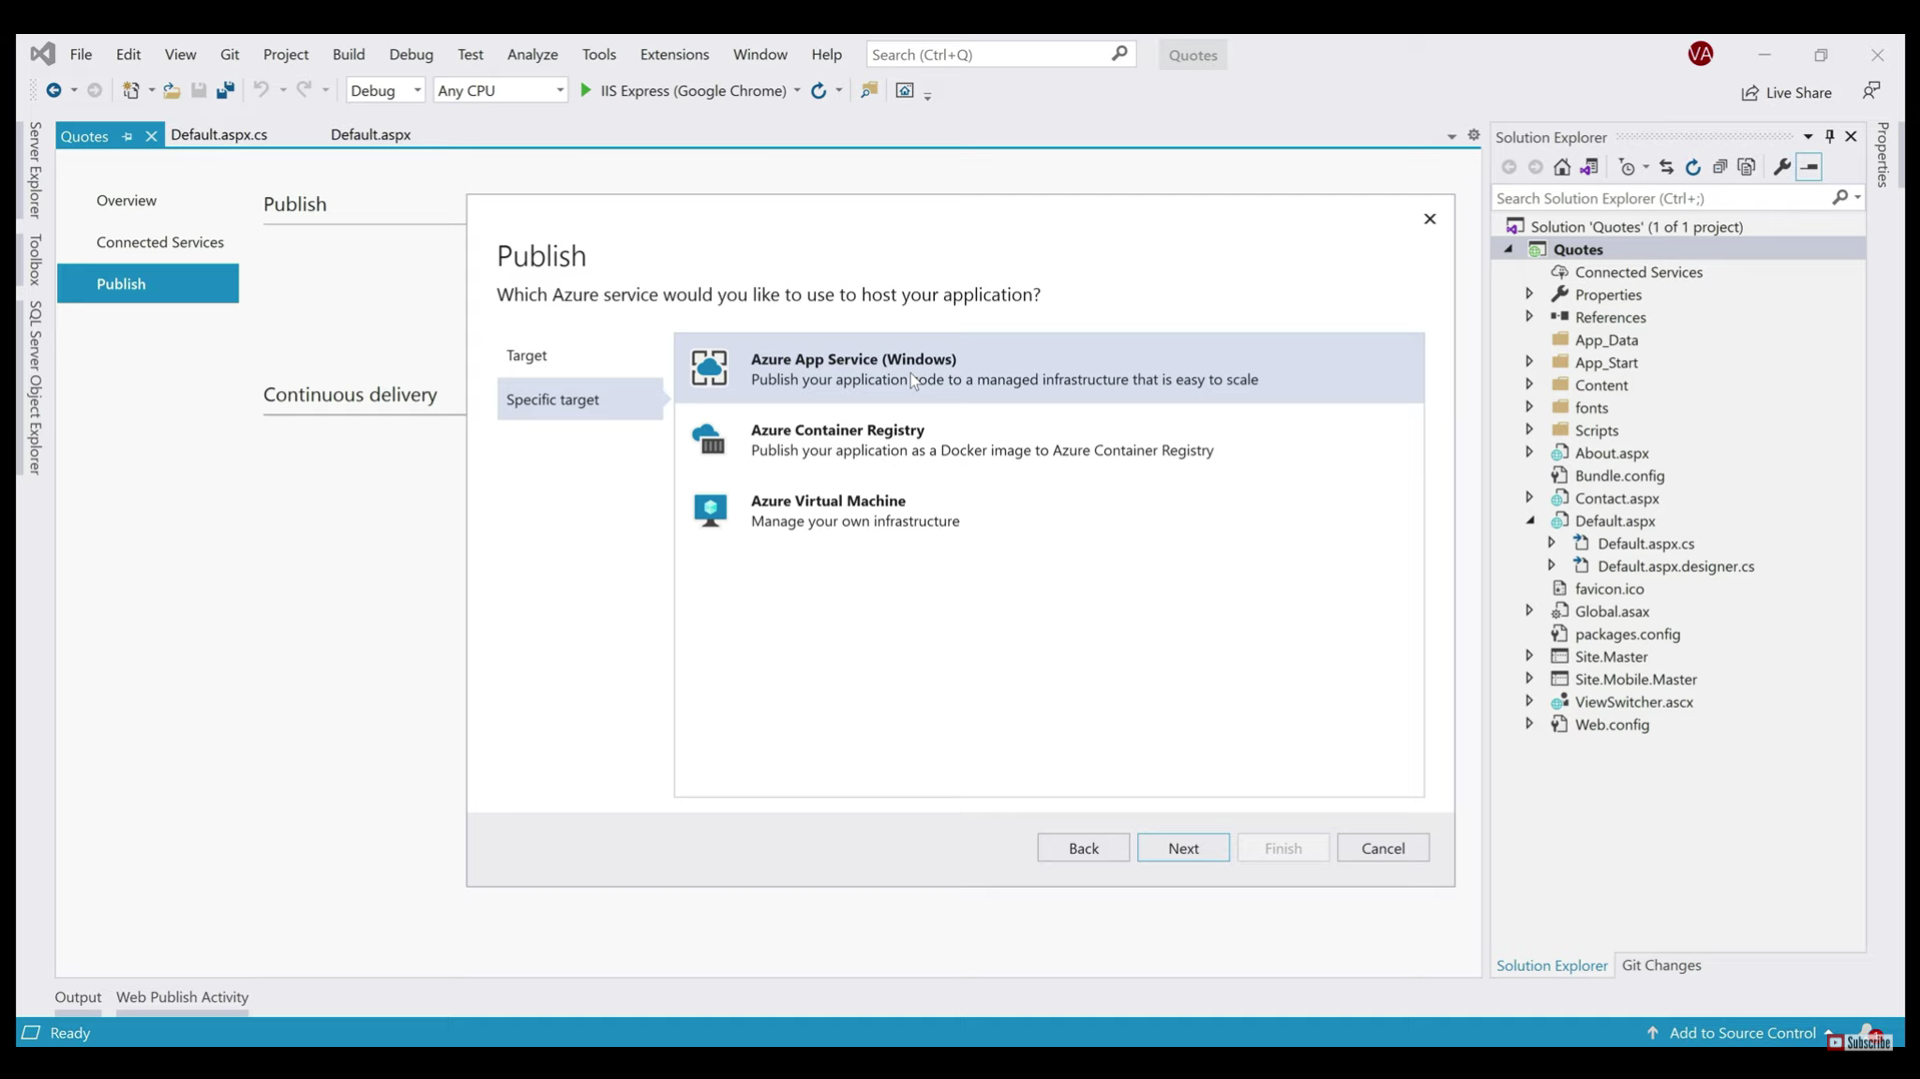 File Edit View Git Project Build Debug Test Analyze Tools Extensions Window Help Search (Ctrl+Q) Quotes VA
Debug Any CPU IIS Express (Google Chrome) Live Share
Server Explorer
Toolbox
SQL Server Object Explorer
Quotes Default.aspx.cs Default.aspx
Overview
Connected Services
Publish
Publish
Continuous delivery
Publish
Which Azure service would you like to use to host your application?
Target
Specific target
Azure App Service (Windows)
Publish your application code to a managed infrastructure that is easy to scale
Azure Container Registry
Publish your application as a Docker image to Azure Container Registry
Azure Virtual Machine
Manage your own infrastructure
Back Next Finish Cancel
Solution Explorer
Search Solution Explorer (Ctrl+;)
Solution 'Quotes' (1 of 1 project)
Quotes
Connected Services
Properties
References
App_Data
App_Start
Content
fonts
Scripts
About.aspx
Bundle.config
Contact.aspx
Default.aspx
Default.aspx.cs
Default.aspx.designer.cs
favicon.ico
Global.asax
packages.config
Site.Master
Site.Mobile.Master
ViewSwitcher.ascx
Web.config
Solution Explorer Git Changes
Properties
Output Web Publish Activity
Ready Add to Source Control
Subscribe